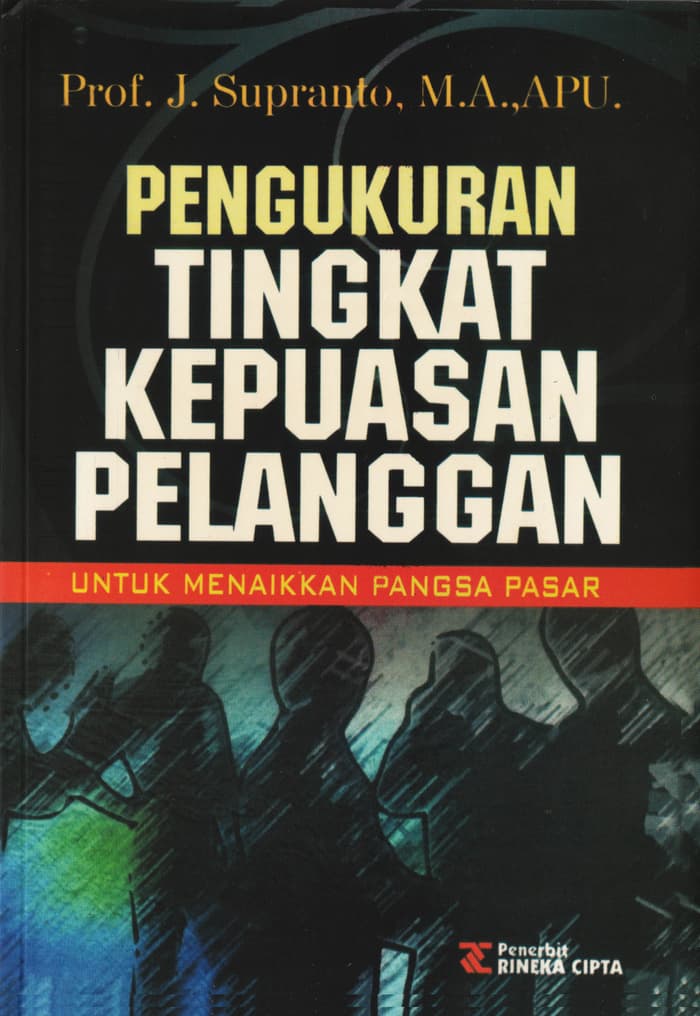 Prof. J. Supranto, M.A.,APU.
PENGUKURAN
TINGKAT
KEPUASAN
PELANGGAN
UNTUK MENAIKKAN PANGSA PASAR
Penerbit
RINEKA CIPTA